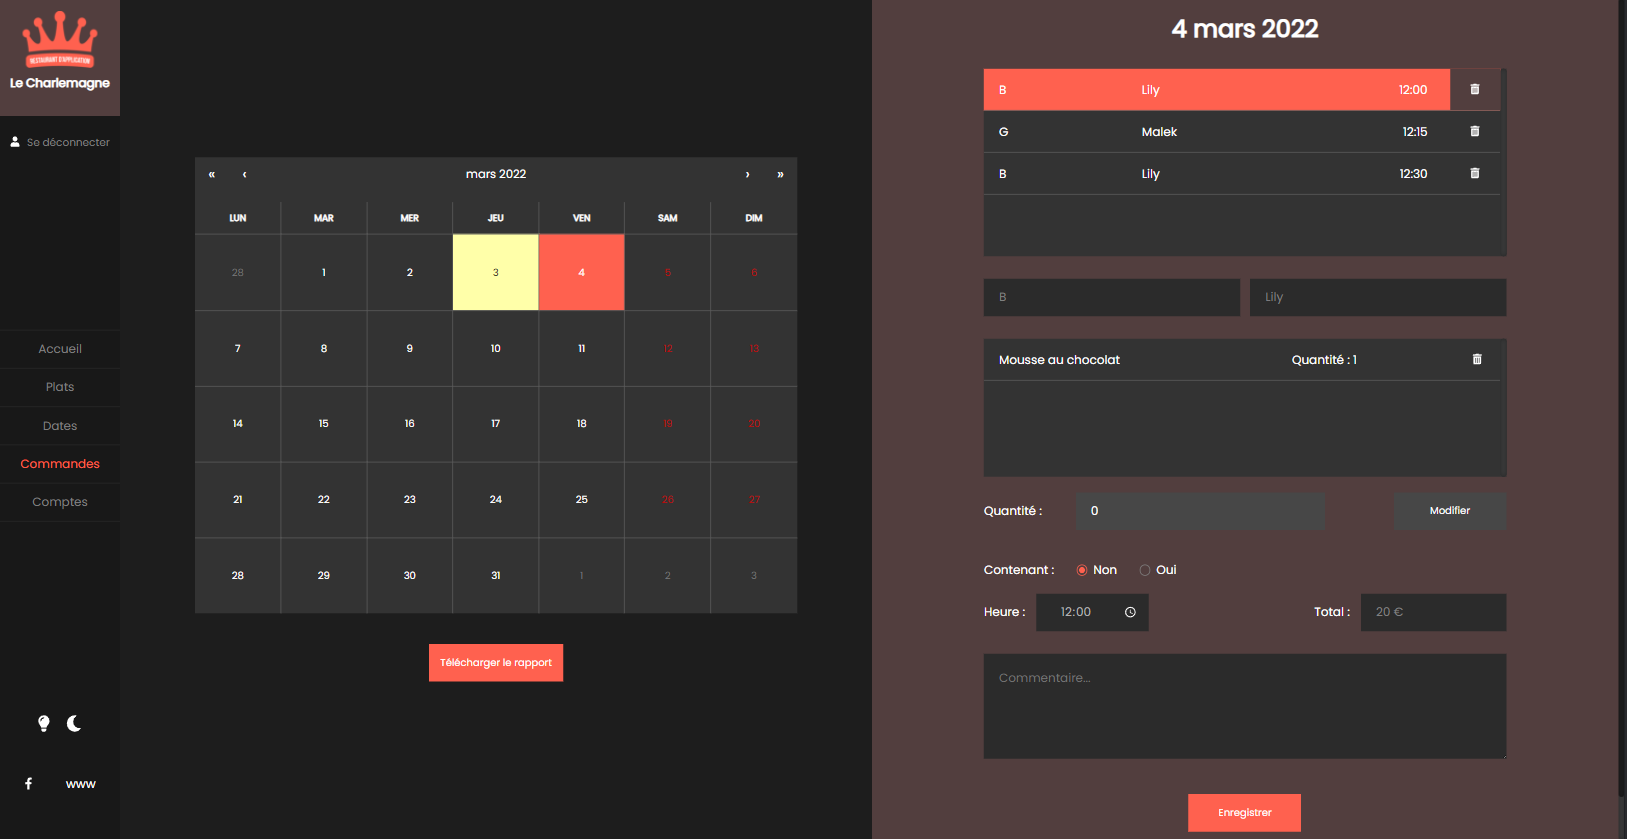 RESTAURANT D'APPLICATION
Le Charlemagne
Se déconnecter
Accueil
Plats
Dates
Commandes
Comptes
www
« ‹ mars 2022 › »
LUN MAR MER JEU VEN SAM DIM
28 1 2 3 4 5 6
7 8 9 10 11 12 13
14 15 16 17 18 19 20
21 22 23 24 25 26 27
28 29 30 31 1 2 3
Télécharger le rapport
4 mars 2022
B Lily 12:00
G Malek 12:15
B Lily 12:30
B Lily
Mousse au chocolat Quantité : 1
Quantité : 0 Modifier
Contenant : Non Oui
Heure : 12:00 Total : 20 €
Commentaire...
Enregistrer